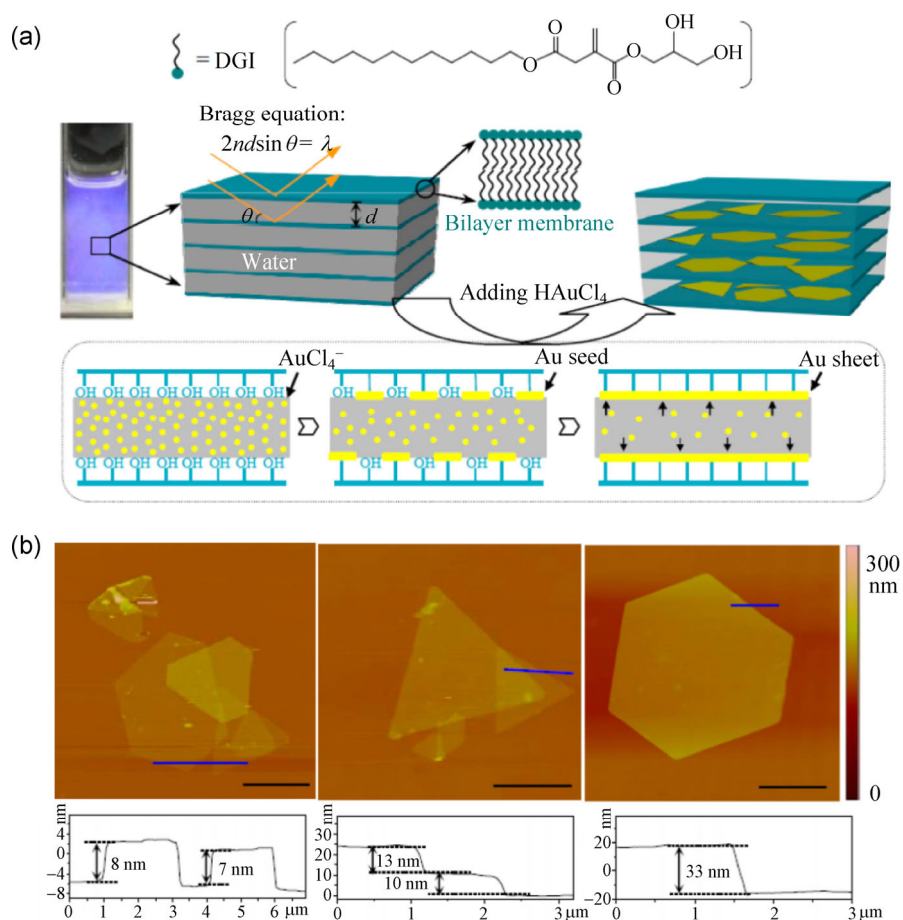 (a)
= DGI
O
O
O
O
OH
OH
Bragg equation:
2nd sin θ = λ
θ
d
Water
Bilayer membrane
Adding HAuCl₄
AuCl₄⁻
Au seed
Au sheet
OH OH OH OH OH OH OH OH
OH OH OH OH
OH OH OH OH OH OH OH OH
OH OH OH
(b)
300
nm
0
nm
4
0
−4
−8
8 nm
7 nm
0 1 2 3 4 5 6 μm
nm
30
20
10
0
13 nm
10 nm
0 1 2 3 μm
nm
20
0
−20
33 nm
0 1 2 3 μm